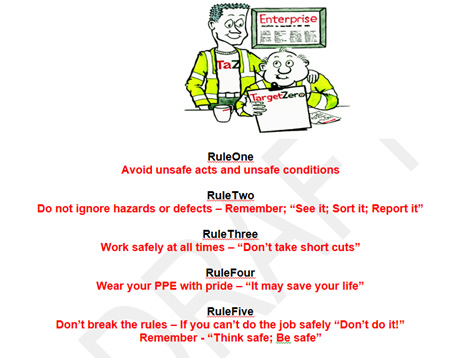 Enterprise
TaZ
TargetZero
RuleOne
Avoid unsafe acts and unsafe conditions
RuleTwo
Do not ignore hazards or defects – Remember; “See it; Sort it; Report it”
RuleThree
Work safely at all times – “Don’t take short cuts”
RuleFour
Wear your PPE with pride – “It may save your life”
RuleFive
Don’t break the rules – If you can’t do the job safely “Don’t do it!”
Remember - “Think safe; Be safe”
DRAFT